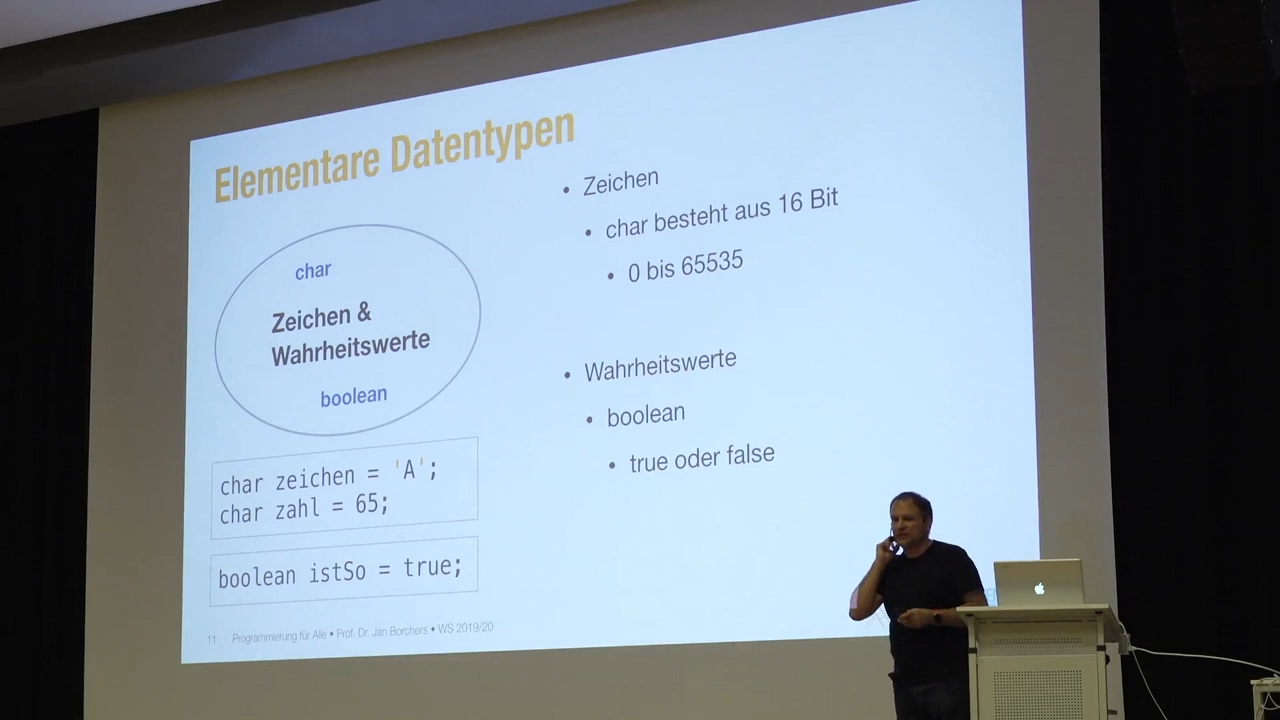 Elementare Datentypen
char
Zeichen &
Wahrheitswerte
boolean
char zeichen = 'A';
char zahl = 65;
boolean istSo = true;
• Zeichen
• char besteht aus 16 Bit
• 0 bis 65535
• Wahrheitswerte
• boolean
• true oder false
11 Programmierung für Alle • Prof. Dr. Jan Borchers • WS 2019/20